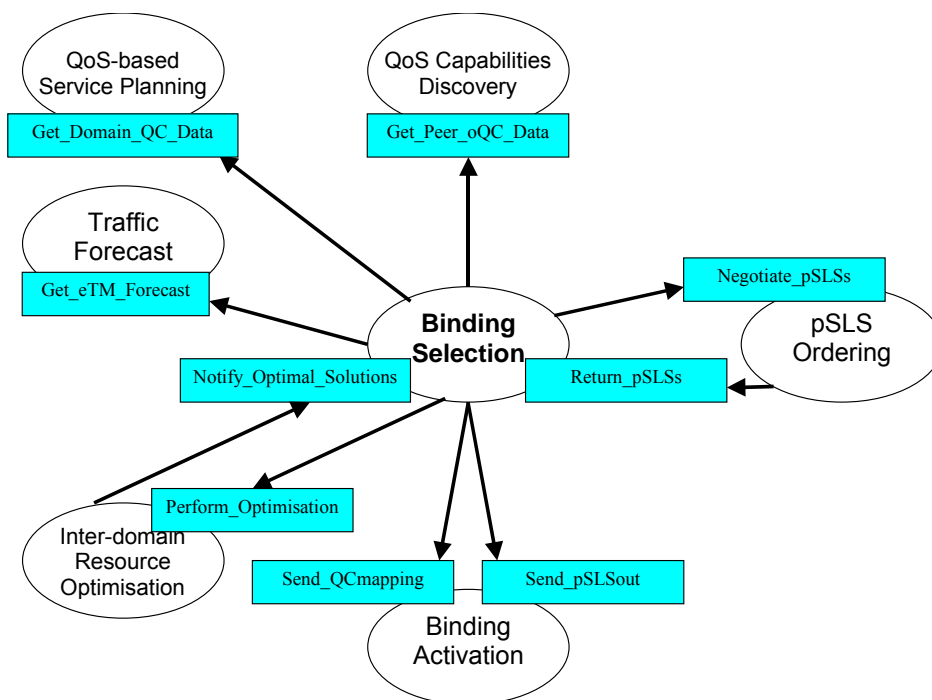 QoS-based
Service Planning
Get_Domain_QC_Data
QoS Capabilities
Discovery
Get_Peer_oQC_Data
Traffic
Forecast
Get_eTM_Forecast
Negotiate_pSLSs
pSLS
Ordering
Binding
Selection
Notify_Optimal_Solutions
Return_pSLSs
Perform_Optimisation
Inter-domain
Resource
Optimisation
Send_QCmapping
Send_pSLSout
Binding
Activation